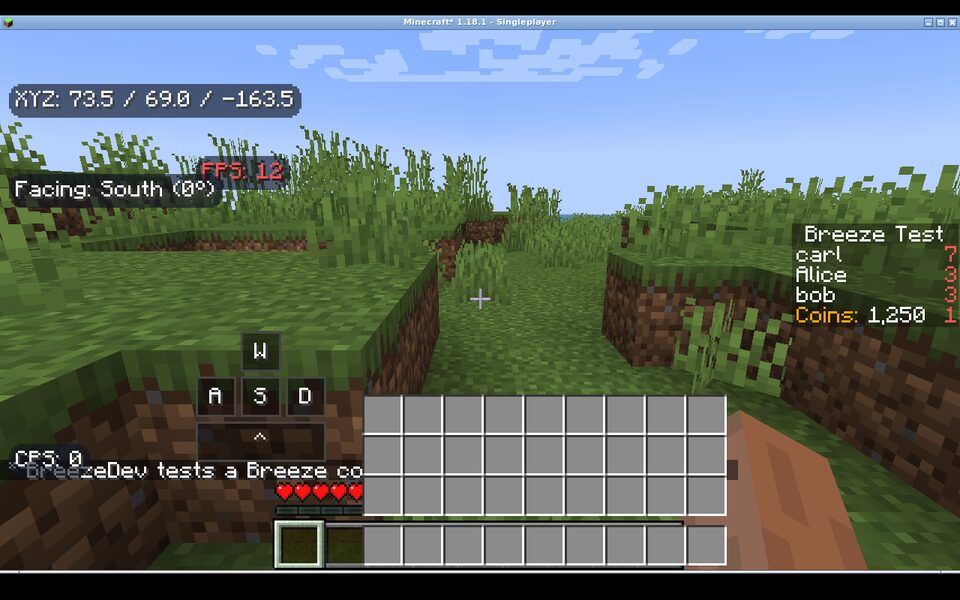 Minecraft* 1.18.1 - Singleplayer
XYZ: 73.5 / 69.0 / -163.5
FPS: 12
Facing: South (0°)
Breeze Test
carl 7
Alice 3
bob 3
Coins: 1,250 1
W
A S D
^
CPS: 0
BreezeDev tests a Breeze co